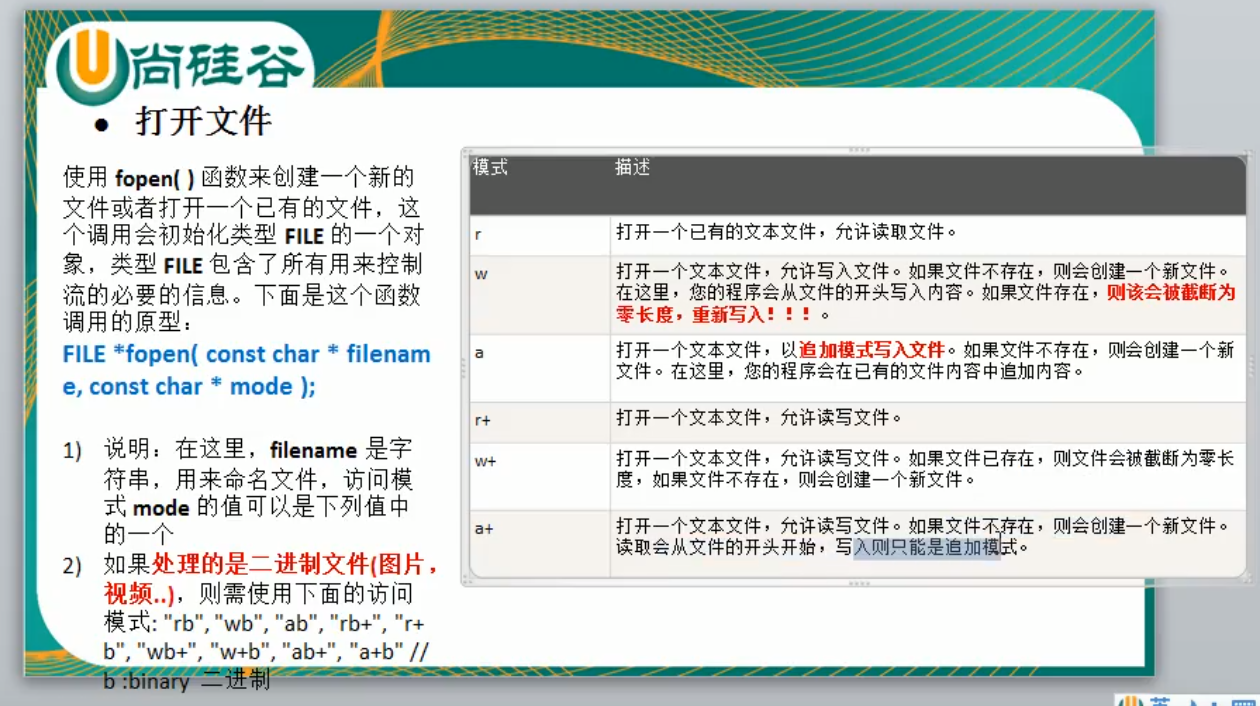 尚硅谷
• 打开文件
使用 fopen( ) 函数来创建一个新的
文件或者打开一个已有的文件，这
个调用会初始化类型 FILE 的一个对
象，类型 FILE 包含了所有用来控制
流的必要的信息。下面是这个函数
调用的原型：
FILE *fopen( const char * filenam
e, const char * mode );
1) 说明：在这里，filename 是字
符串，用来命名文件，访问模
式 mode 的值可以是下列值中
的一个
2) 如果处理的是二进制文件(图片，
视频..)，则需使用下面的访问
模式: "rb", "wb", "ab", "rb+", "r+
b", "wb+", "w+b", "ab+", "a+b" //
b :binary 二进制
模式 描述
r 打开一个已有的文本文件，允许读取文件。
w 打开一个文本文件，允许写入文件。如果文件不存在，则会创建一个新文件。
在这里，您的程序会从文件的开头写入内容。如果文件存在，则该会被截断为
零长度，重新写入！！！。
a 打开一个文本文件，以追加模式写入文件。如果文件不存在，则会创建一个新
文件。在这里，您的程序会在已有的文件内容中追加内容。
r+ 打开一个文本文件，允许读写文件。
w+ 打开一个文本文件，允许读写文件。如果文件已存在，则文件会被截断为零长
度，如果文件不存在，则会创建一个新文件。
a+ 打开一个文本文件，允许读写文件。如果文件不存在，则会创建一个新文件。
读取会从文件的开头开始，写入则只能是追加模式。
英